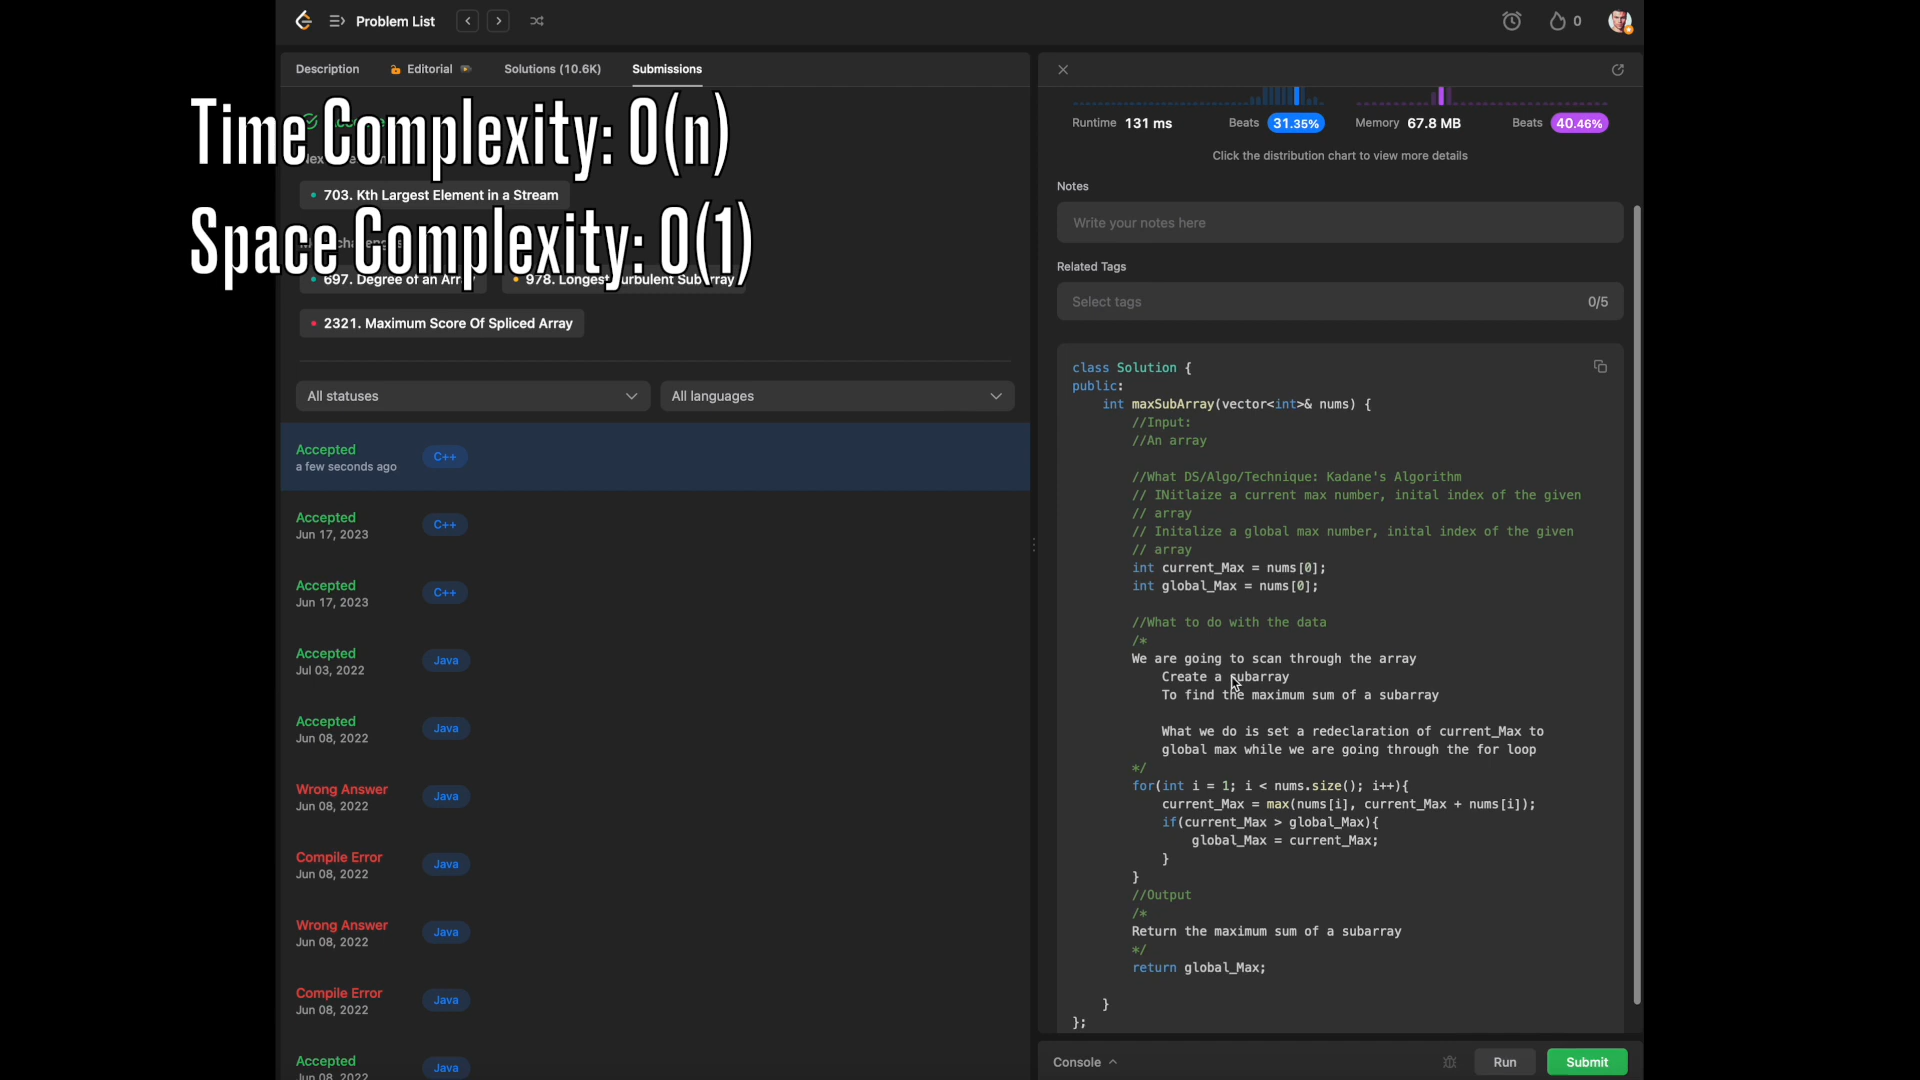 Problem List
0
Description
Editorial
Solutions (10.6K)
Submissions
Time Complexity: O(n)
703. Kth Largest Element in a Stream
Space Complexity: O(1)
697. Degree of an
978. Longest
2321. Maximum Score Of Spliced Array
All statuses
All languages
Accepted
a few seconds ago
C++
Accepted
Jun 17, 2023
C++
Accepted
Jun 17, 2023
C++
Accepted
Jul 03, 2022
Java
Accepted
Jun 08, 2022
Java
Wrong Answer
Jun 08, 2022
Java
Compile Error
Jun 08, 2022
Java
Wrong Answer
Jun 08, 2022
Java
Compile Error
Jun 08, 2022
Java
Accepted
Jun 08, 2022
Java
Runtime 131 ms
Beats 31.35%
Memory 67.8 MB
Beats 40.46%
Click the distribution chart to view more details
Notes
Write your notes here
Related Tags
Select tags
0/5
class Solution {
public:
int maxSubArray(vector<int>& nums) {
//Input:
//An array
//What DS/Algo/Technique: Kadane's Algorithm
// INitlaize a current max number, inital index of the given
// array
// Initalize a global max number, inital index of the given
// array
int current_Max = nums[0];
int global_Max = nums[0];
//What to do with the data
/*
We are going to scan through the array
Create a subarray
To find the maximum sum of a subarray
What we do is set a redeclaration of current_Max to
global max while we are going through the for loop
*/
for(int i = 1; i < nums.size(); i++){
current_Max = max(nums[i], current_Max + nums[i]);
if(current_Max > global_Max){
global_Max = current_Max;
}
}
//Output
/*
Return the maximum sum of a subarray
*/
return global_Max;
}
};
Console
Run
Submit